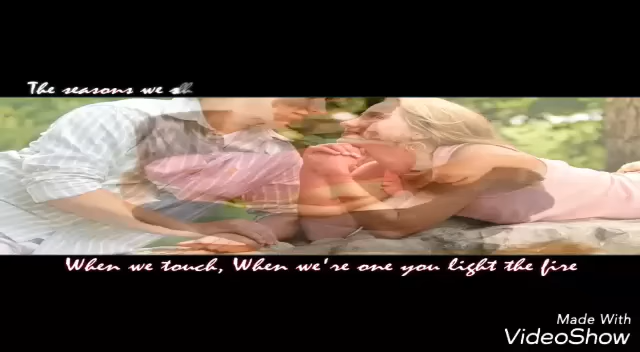 The seasons we
When we touch, When we're one you light the fire
Made With
VideoShow